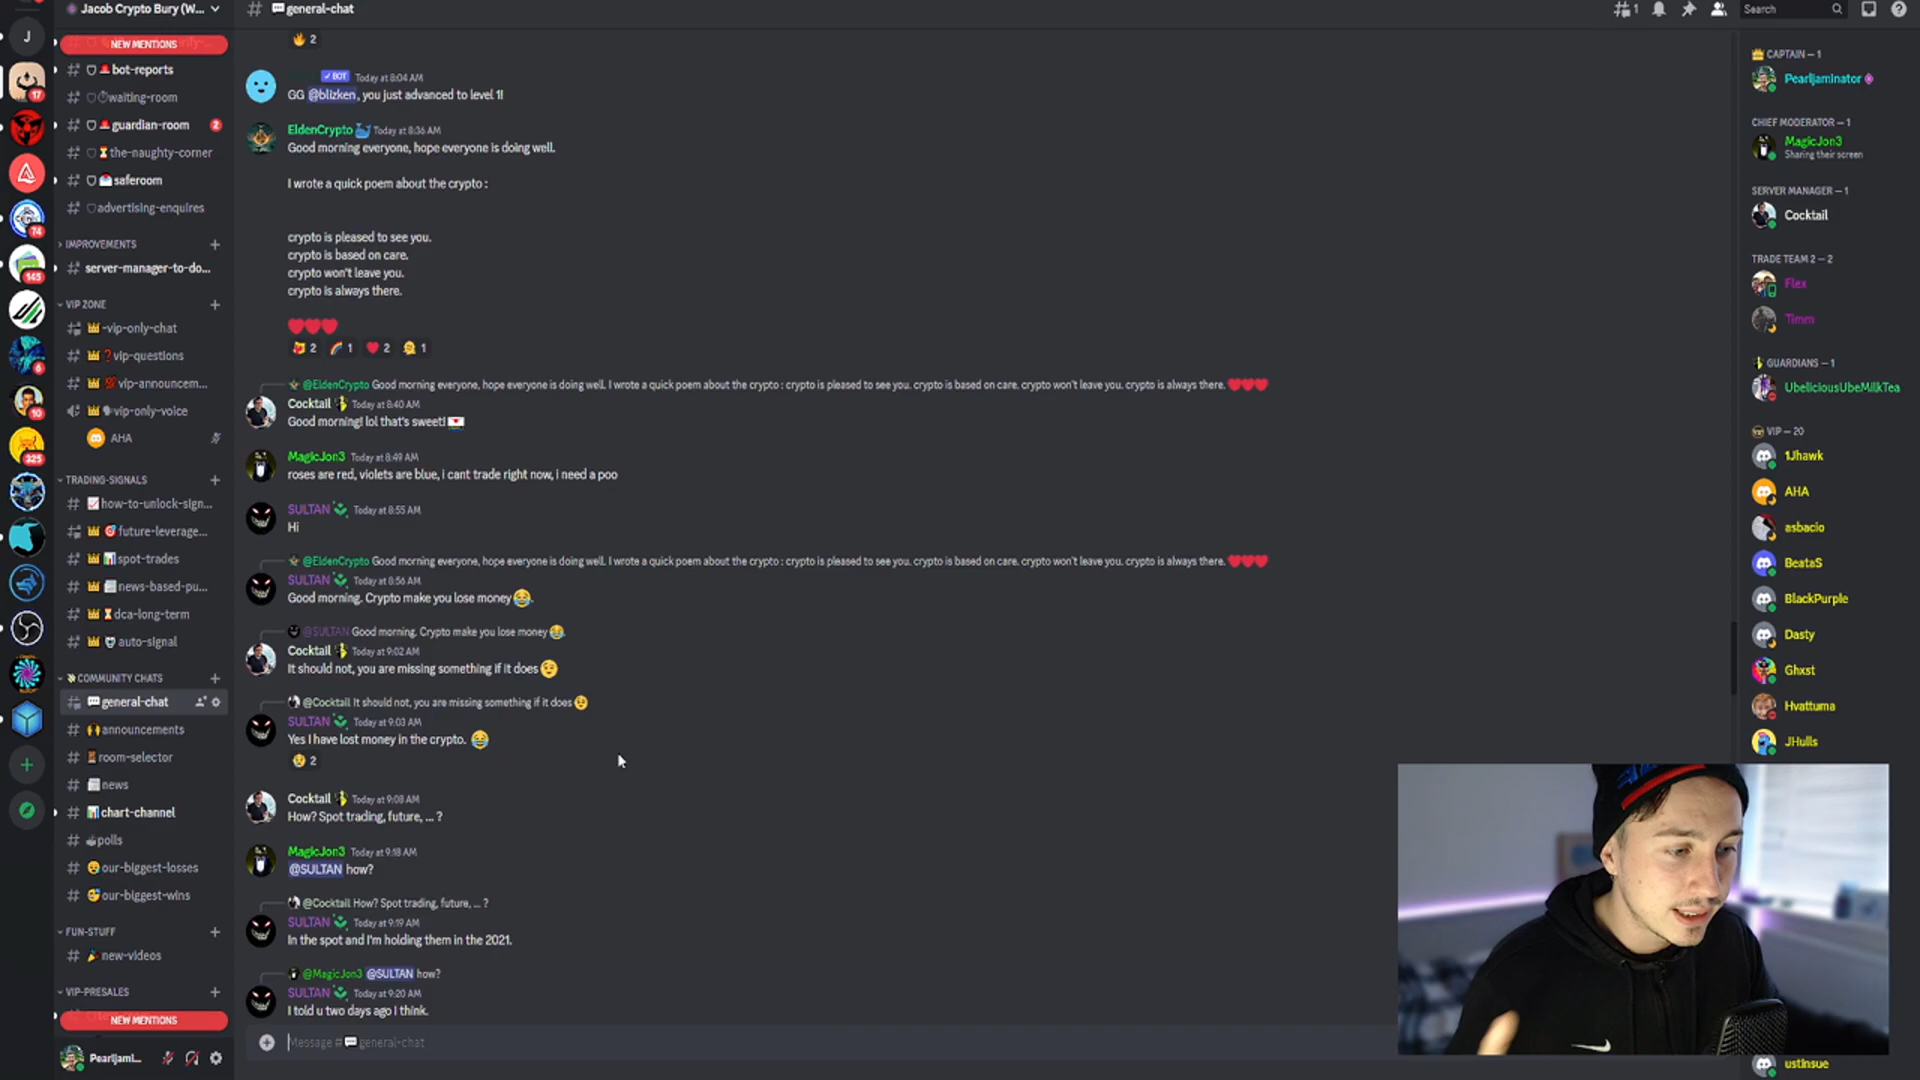 Jacob Crypto Bury (W...
general-chat
1
Search
NEW MENTIONS
bot-reports
waiting-room
guardian-room
2
the-naughty-corner
saferoom
advertising-enquires
IMPROVEMENTS
server-manager-to-do...
VIP ZONE
-vip-only-chat
vip-questions
vip-announcem...
vip-only-voice
AHA
TRADING-SIGNALS
how-to-unlock-sign...
future-leverage...
spot-trades
news-based-pu...
dca-long-term
auto-signal
COMMUNITY CHATS
general-chat
announcements
room-selector
news
chart-channel
polls
our-biggest-losses
our-biggest-wins
FUN-STUFF
new-videos
VIP-PRESALES
NEW MENTIONS
Pearljami...
J
17
74
145
6
10
325
2
BOT Today at 8:04 AM
GG @blizken, you just advanced to level 1!
EldenCrypto Today at 8:36 AM
Good morning everyone, hope everyone is doing well.
I wrote a quick poem about the crypto :
crypto is pleased to see you.
crypto is based on care.
crypto won't leave you.
crypto is always there.
2 1 2 1
@EldenCrypto Good morning everyone, hope everyone is doing well. I wrote a quick poem about the crypto : crypto is pleased to see you. crypto is based on care. crypto won't leave you. crypto is always there.
Cocktail Today at 8:40 AM
Good morning! lol that's sweet!
MagicJon3 Today at 8:49 AM
roses are red, violets are blue, i cant trade right now, i need a poo
SULTAN Today at 8:55 AM
Hi
@EldenCrypto Good morning everyone, hope everyone is doing well. I wrote a quick poem about the crypto : crypto is pleased to see you. crypto is based on care. crypto won't leave you. crypto is always there.
SULTAN Today at 8:56 AM
Good morning. Crypto make you lose money
@SULTAN Good morning. Crypto make you lose money
Cocktail Today at 9:02 AM
It should not, you are missing something if it does
@Cocktail It should not, you are missing something if it does
SULTAN Today at 9:03 AM
Yes I have lost money in the crypto.
2
Cocktail Today at 9:08 AM
How? Spot trading, future, ... ?
MagicJon3 Today at 9:18 AM
@SULTAN how?
@Cocktail How? Spot trading, future, ... ?
SULTAN Today at 9:19 AM
In the spot and I'm holding them in the 2021.
@MagicJon3 @SULTAN how?
SULTAN Today at 9:20 AM
I told u two days ago I think.
Message # general-chat
CAPTAIN – 1
Pearljaminator
CHIEF MODERATOR – 1
MagicJon3
Sharing their screen
SERVER MANAGER – 1
Cocktail
TRADE TEAM 2 – 2
Flex
Timm
GUARDIANS – 1
UbeliciousUbeMilkTea
VIP – 20
1Jhawk
AHA
asbacio
BeataS
BlackPurple
Dasty
Ghxst
Hvattuma
JHulls
ustinsue